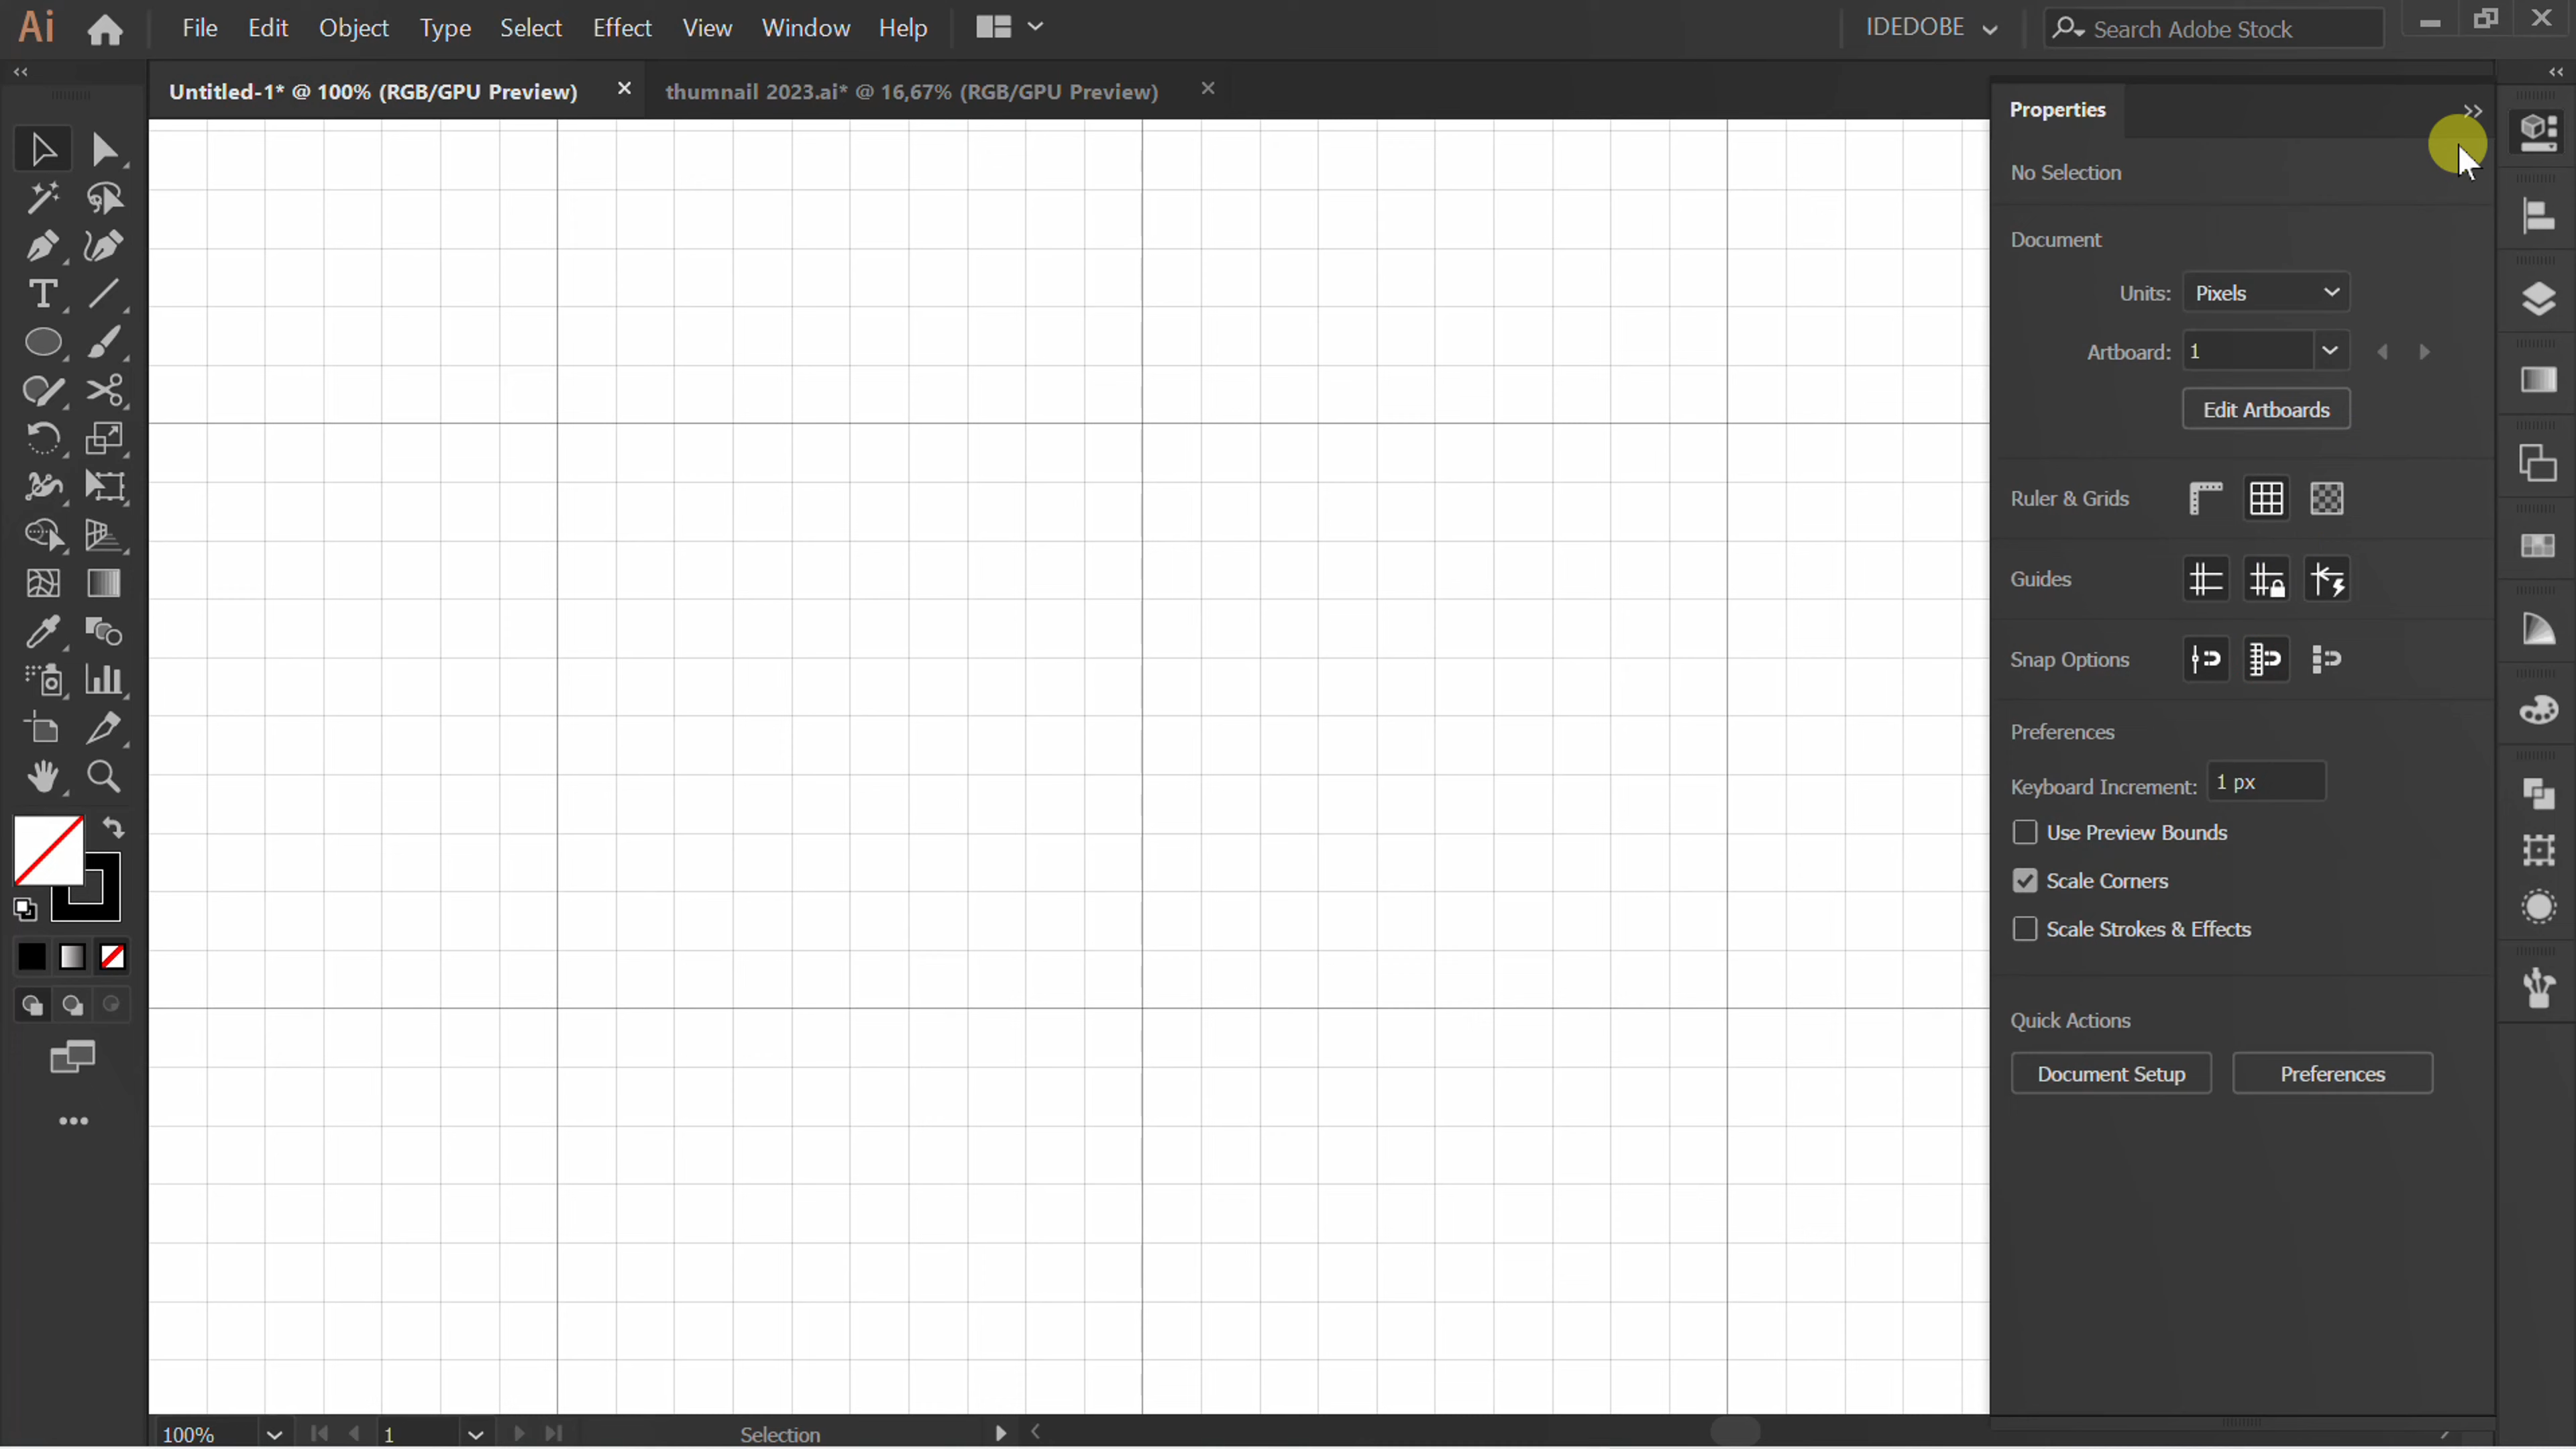 Ai File Edit Object Type Select Effect View Window Help IDEDOBE Search Adobe Stock
Untitled-1* @ 100% (RGB/GPU Preview) thumnail 2023.ai* @ 16,67% (RGB/GPU Preview)
Properties
No Selection
Document
Units: Pixels
Artboard: 1
Edit Artboards
Ruler & Grids
Guides
Snap Options
Preferences
Keyboard Increment: 1 px
Use Preview Bounds
Scale Corners
Scale Strokes & Effects
Quick Actions
Document Setup Preferences
100% 1 Selection